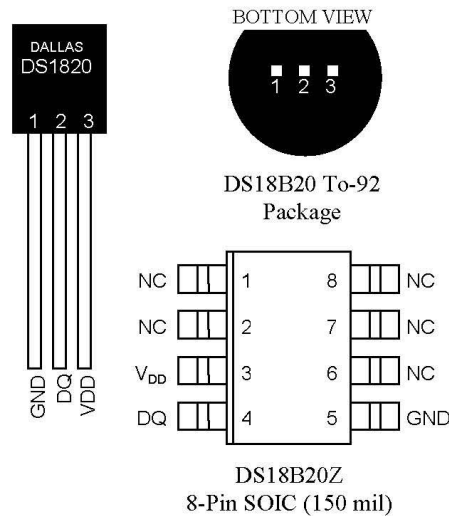 DALLAS
DS1820
1 2 3
GND
DQ
VDD
BOTTOM VIEW
1 2 3
DS18B20 To-92
Package
NC 1 8 NC
NC 2 7 NC
VDD 3 6 NC
DQ 4 5 GND
DS18B20Z
8-Pin SOIC (150 mil)